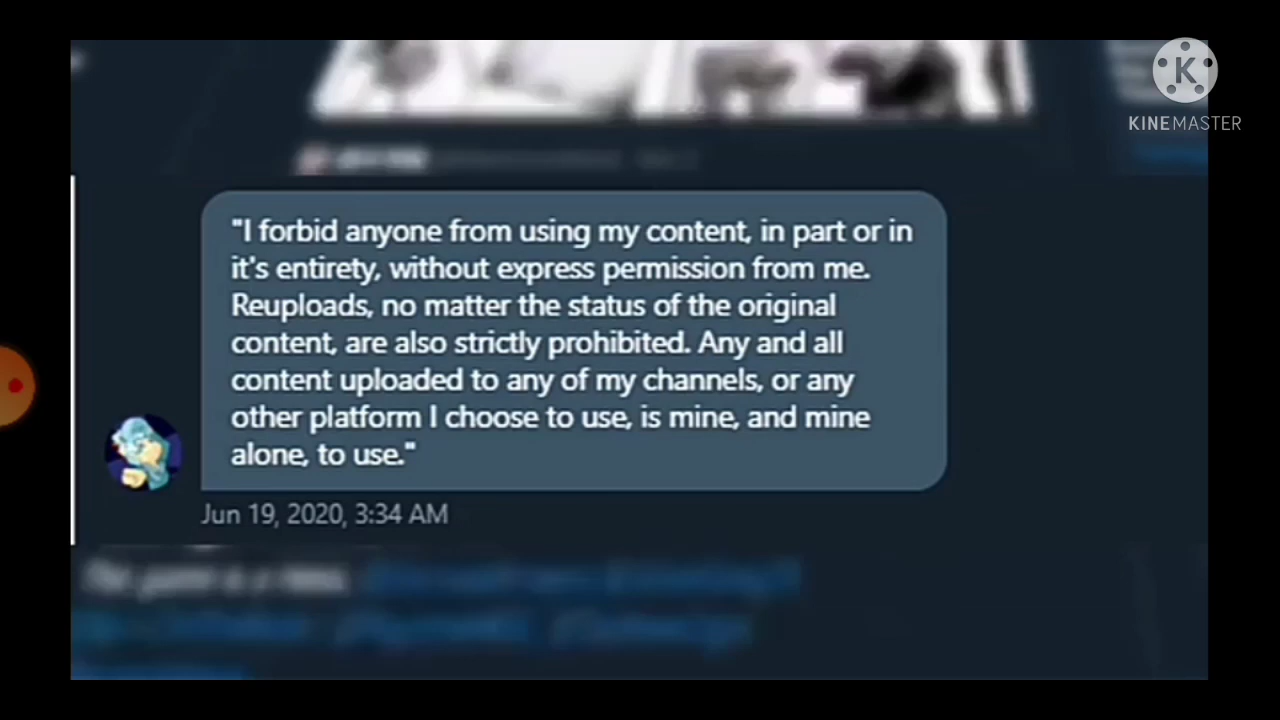 K
KINEMASTER
"I forbid anyone from using my content, in part or in
it's entirety, without express permission from me.
Reuploads, no matter the status of the original
content, are also strictly prohibited. Any and all
content uploaded to any of my channels, or any
other platform I choose to use, is mine, and mine
alone, to use."
Jun 19, 2020, 3:34 AM